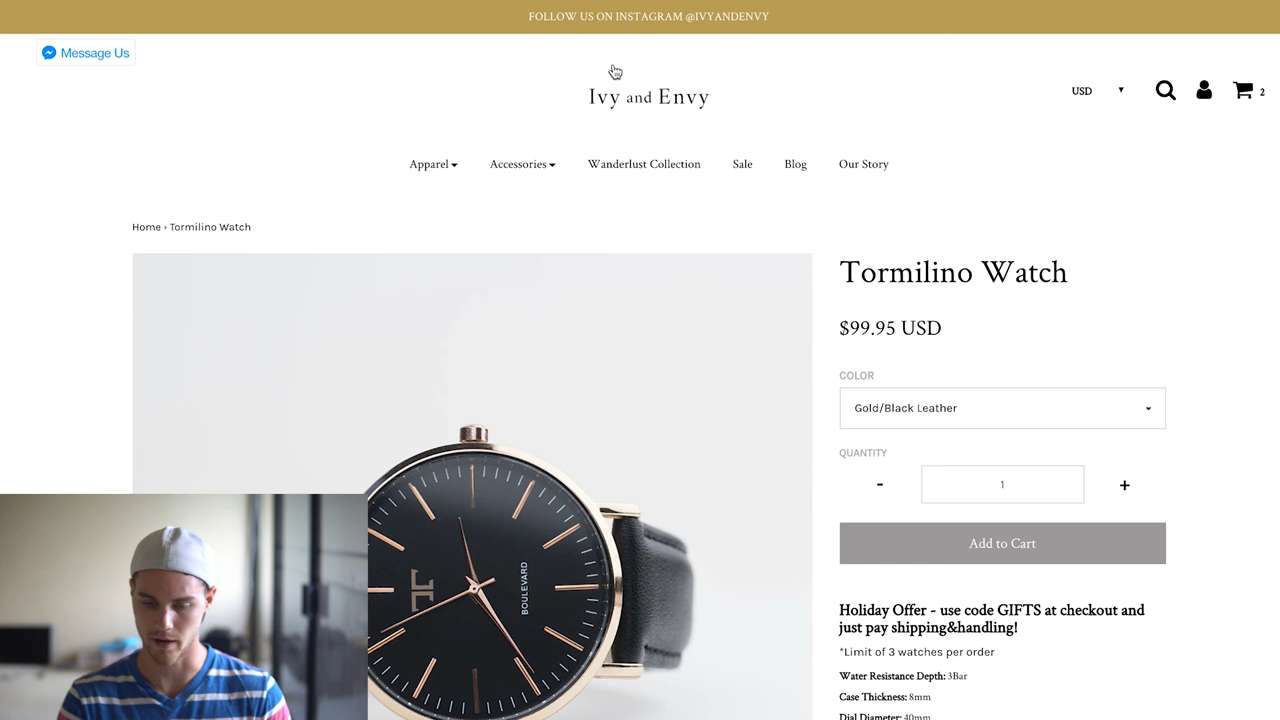 FOLLOW US ON INSTAGRAM @IVYANDENVY
Message Us
Ivy and Envy
USD
2
Apparel
Accessories
Wanderlust Collection
Sale
Blog
Our Story
Home › Tormilino Watch
Tormilino Watch
$99.95 USD
COLOR
Gold/Black Leather
QUANTITY
-
1
+
Add to Cart
BOULEVARD
Holiday Offer - use code GIFTS at checkout and
just pay shipping&handling!
*Limit of 3 watches per order
Water Resistance Depth: 3Bar
Case Thickness: 8mm
Dial Diameter: 40mm